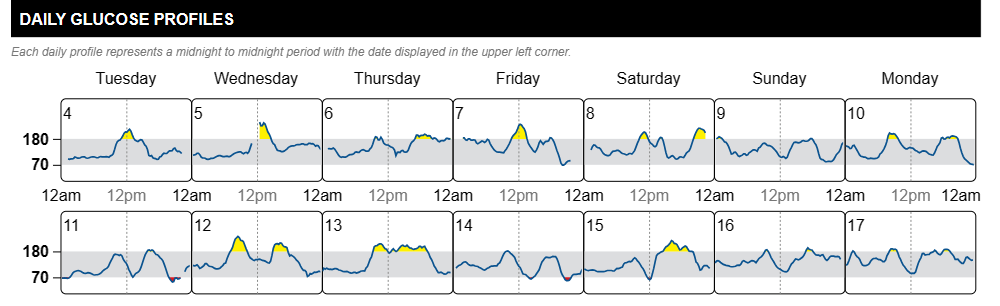 DAILY GLUCOSE PROFILES
Each daily profile represents a midnight to midnight period with the date displayed in the upper left corner.
Tuesday Wednesday Thursday Friday Saturday Sunday Monday
4 5 6 7 8 9 10
180
70
12am 12pm 12am 12pm 12am 12pm 12am 12pm 12am 12pm 12am 12pm 12am 12pm 12am
11 12 13 14 15 16 17
180
70